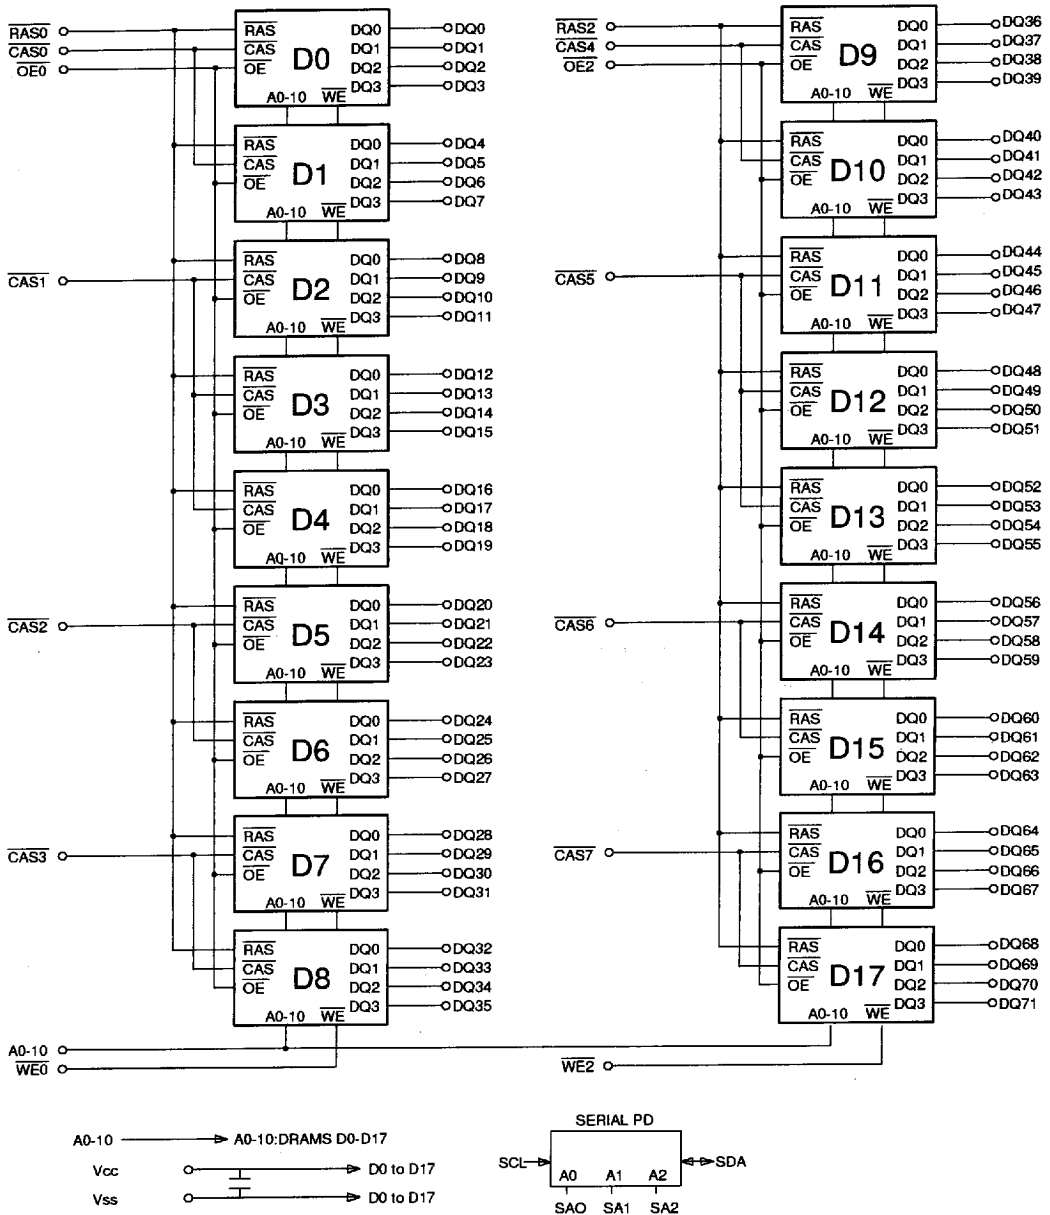 RAS0 RAS DQ0 DQ0
CAS0 CAS D0 DQ1 DQ1
OE0 OE DQ2 DQ2
DQ3 DQ3
A0-10 WE
RAS DQ0 DQ4
CAS D1 DQ1 DQ5
OE DQ2 DQ6
DQ3 DQ7
A0-10 WE
RAS DQ0 DQ8
CAS1 CAS D2 DQ1 DQ9
OE DQ2 DQ10
DQ3 DQ11
A0-10 WE
RAS DQ0 DQ12
CAS D3 DQ1 DQ13
OE DQ2 DQ14
DQ3 DQ15
A0-10 WE
RAS DQ0 DQ16
CAS D4 DQ1 DQ17
OE DQ2 DQ18
DQ3 DQ19
A0-10 WE
RAS DQ0 DQ20
CAS2 CAS D5 DQ1 DQ21
OE DQ2 DQ22
DQ3 DQ23
A0-10 WE
RAS DQ0 DQ24
CAS D6 DQ1 DQ25
OE DQ2 DQ26
DQ3 DQ27
A0-10 WE
RAS DQ0 DQ28
CAS3 CAS D7 DQ1 DQ29
OE DQ2 DQ30
DQ3 DQ31
A0-10 WE
RAS DQ0 DQ32
CAS D8 DQ1 DQ33
OE DQ2 DQ34
DQ3 DQ35
A0-10 WE
A0-10
WE0
RAS2 RAS DQ0 DQ36
CAS4 CAS D9 DQ1 DQ37
OE2 OE DQ2 DQ38
DQ3 DQ39
A0-10 WE
RAS DQ0 DQ40
CAS D10 DQ1 DQ41
OE DQ2 DQ42
DQ3 DQ43
A0-10 WE
RAS DQ0 DQ44
CAS5 CAS D11 DQ1 DQ45
OE DQ2 DQ46
DQ3 DQ47
A0-10 WE
RAS DQ0 DQ48
CAS D12 DQ1 DQ49
OE DQ2 DQ50
DQ3 DQ51
A0-10 WE
RAS DQ0 DQ52
CAS D13 DQ1 DQ53
OE DQ2 DQ54
DQ3 DQ55
A0-10 WE
RAS DQ0 DQ56
CAS6 CAS D14 DQ1 DQ57
OE DQ2 DQ58
DQ3 DQ59
A0-10 WE
RAS DQ0 DQ60
CAS D15 DQ1 DQ61
OE DQ2 DQ62
DQ3 DQ63
A0-10 WE
RAS DQ0 DQ64
CAS7 CAS D16 DQ1 DQ65
OE DQ2 DQ66
DQ3 DQ67
A0-10 WE
RAS DQ0 DQ68
CAS D17 DQ1 DQ69
OE DQ2 DQ70
DQ3 DQ71
A0-10 WE
WE2
A0-10 A0-10:DRAMS D0-D17
Vcc D0 to D17
Vss D0 to D17
SERIAL PD
SCL SDA
A0 A1 A2
SAO SA1 SA2